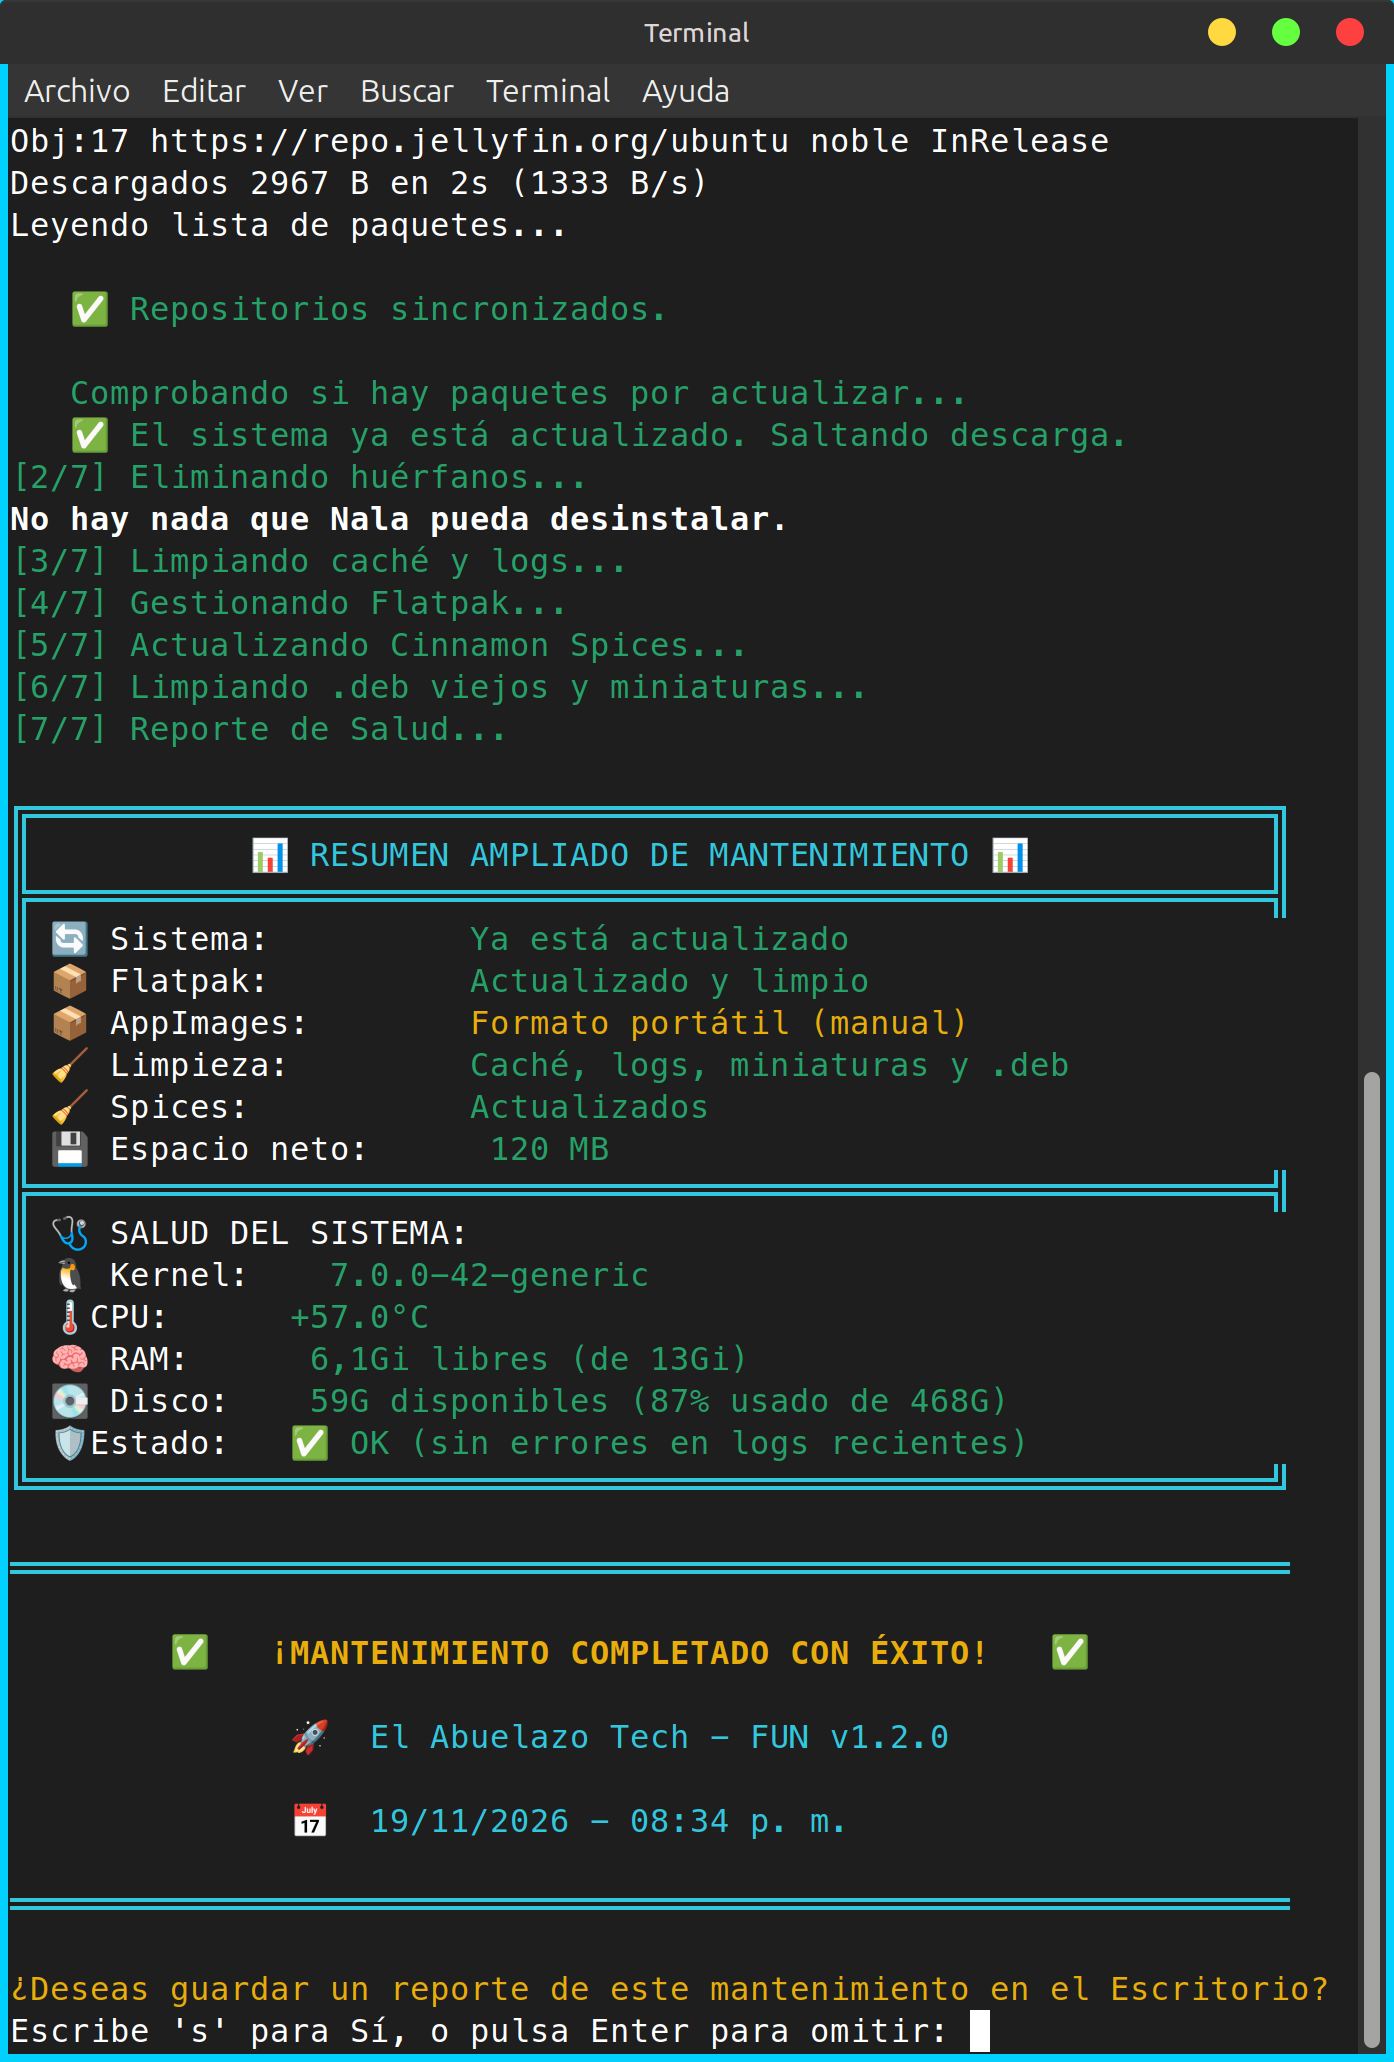 Terminal
Archivo Editar Ver Buscar Terminal Ayuda
Obj:17 https://repo.jellyfin.org/ubuntu noble InRelease
Descargados 2967 B en 2s (1333 B/s)
Leyendo lista de paquetes...
✅ Repositorios sincronizados.
Comprobando si hay paquetes por actualizar...
✅ El sistema ya está actualizado. Saltando descarga.
[2/7] Eliminando huérfanos...
No hay nada que Nala pueda desinstalar.
[3/7] Limpiando caché y logs...
[4/7] Gestionando Flatpak...
[5/7] Actualizando Cinnamon Spices...
[6/7] Limpiando .deb viejos y miniaturas...
[7/7] Reporte de Salud...
📊 RESUMEN AMPLIADO DE MANTENIMIENTO 📊
🔄 Sistema: Ya está actualizado
📦 Flatpak: Actualizado y limpio
📦 AppImages: Formato portátil (manual)
🧹 Limpieza: Caché, logs, miniaturas y .deb
🧹 Spices: Actualizados
💾 Espacio neto: 120 MB
🩺 SALUD DEL SISTEMA:
🐧 Kernel: 7.0.0-42-generic
🌡️CPU: +57.0°C
🧠 RAM: 6,1Gi libres (de 13Gi)
💽 Disco: 59G disponibles (87% usado de 468G)
🛡️Estado: ✅ OK (sin errores en logs recientes)
✅ ¡MANTENIMIENTO COMPLETADO CON ÉXITO! ✅
🚀 El Abuelazo Tech - FUN v1.2.0
📅 19/11/2026 - 08:34 p. m.
¿Deseas guardar un reporte de este mantenimiento en el Escritorio?
Escribe 's' para Sí, o pulsa Enter para omitir: